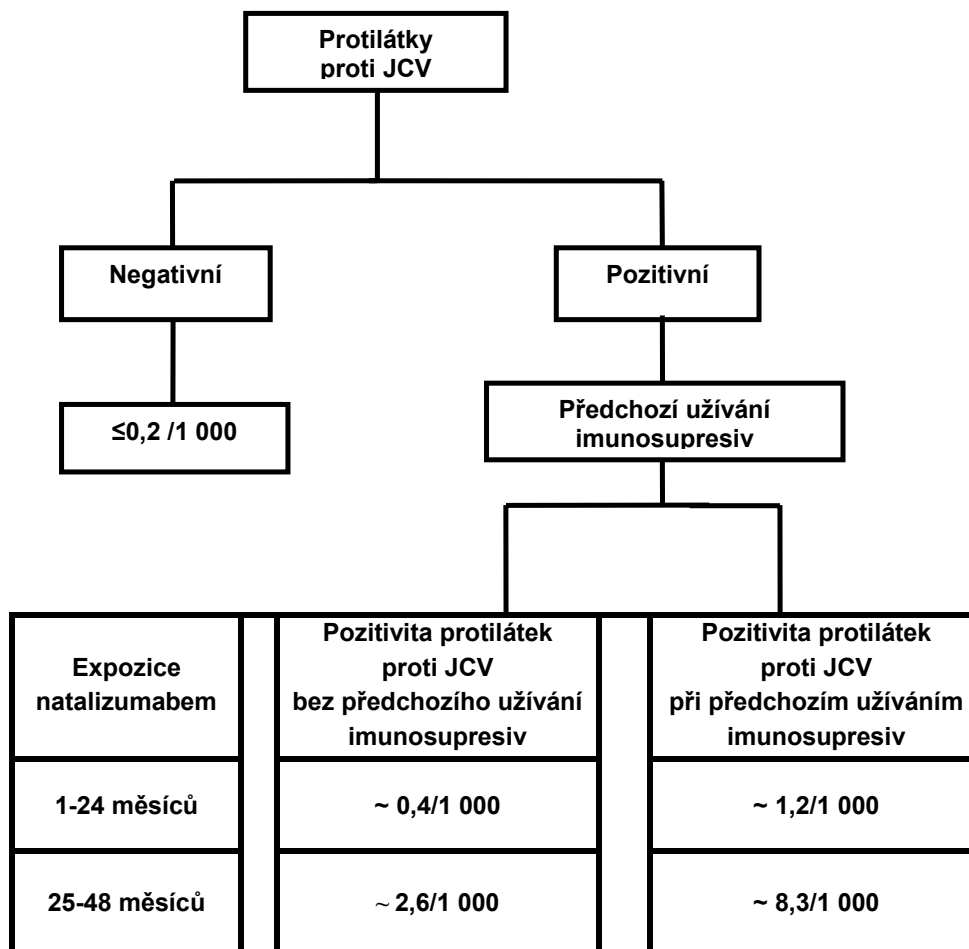 Protilátky
proti JCV
Negativní
Pozitivní
≤0,2 /1 000
Předchozí užívání
imunosupresiv
Expozice
natalizumabem
Pozitivita protilátek
proti JCV
bez předchozího užívání
imunosupresiv
Pozitivita protilátek
proti JCV
při předchozím užíváním
imunosupresiv
1-24 měsíců
~ 0,4/1 000
~ 1,2/1 000
25-48 měsíců
~ 2,6/1 000
~ 8,3/1 000